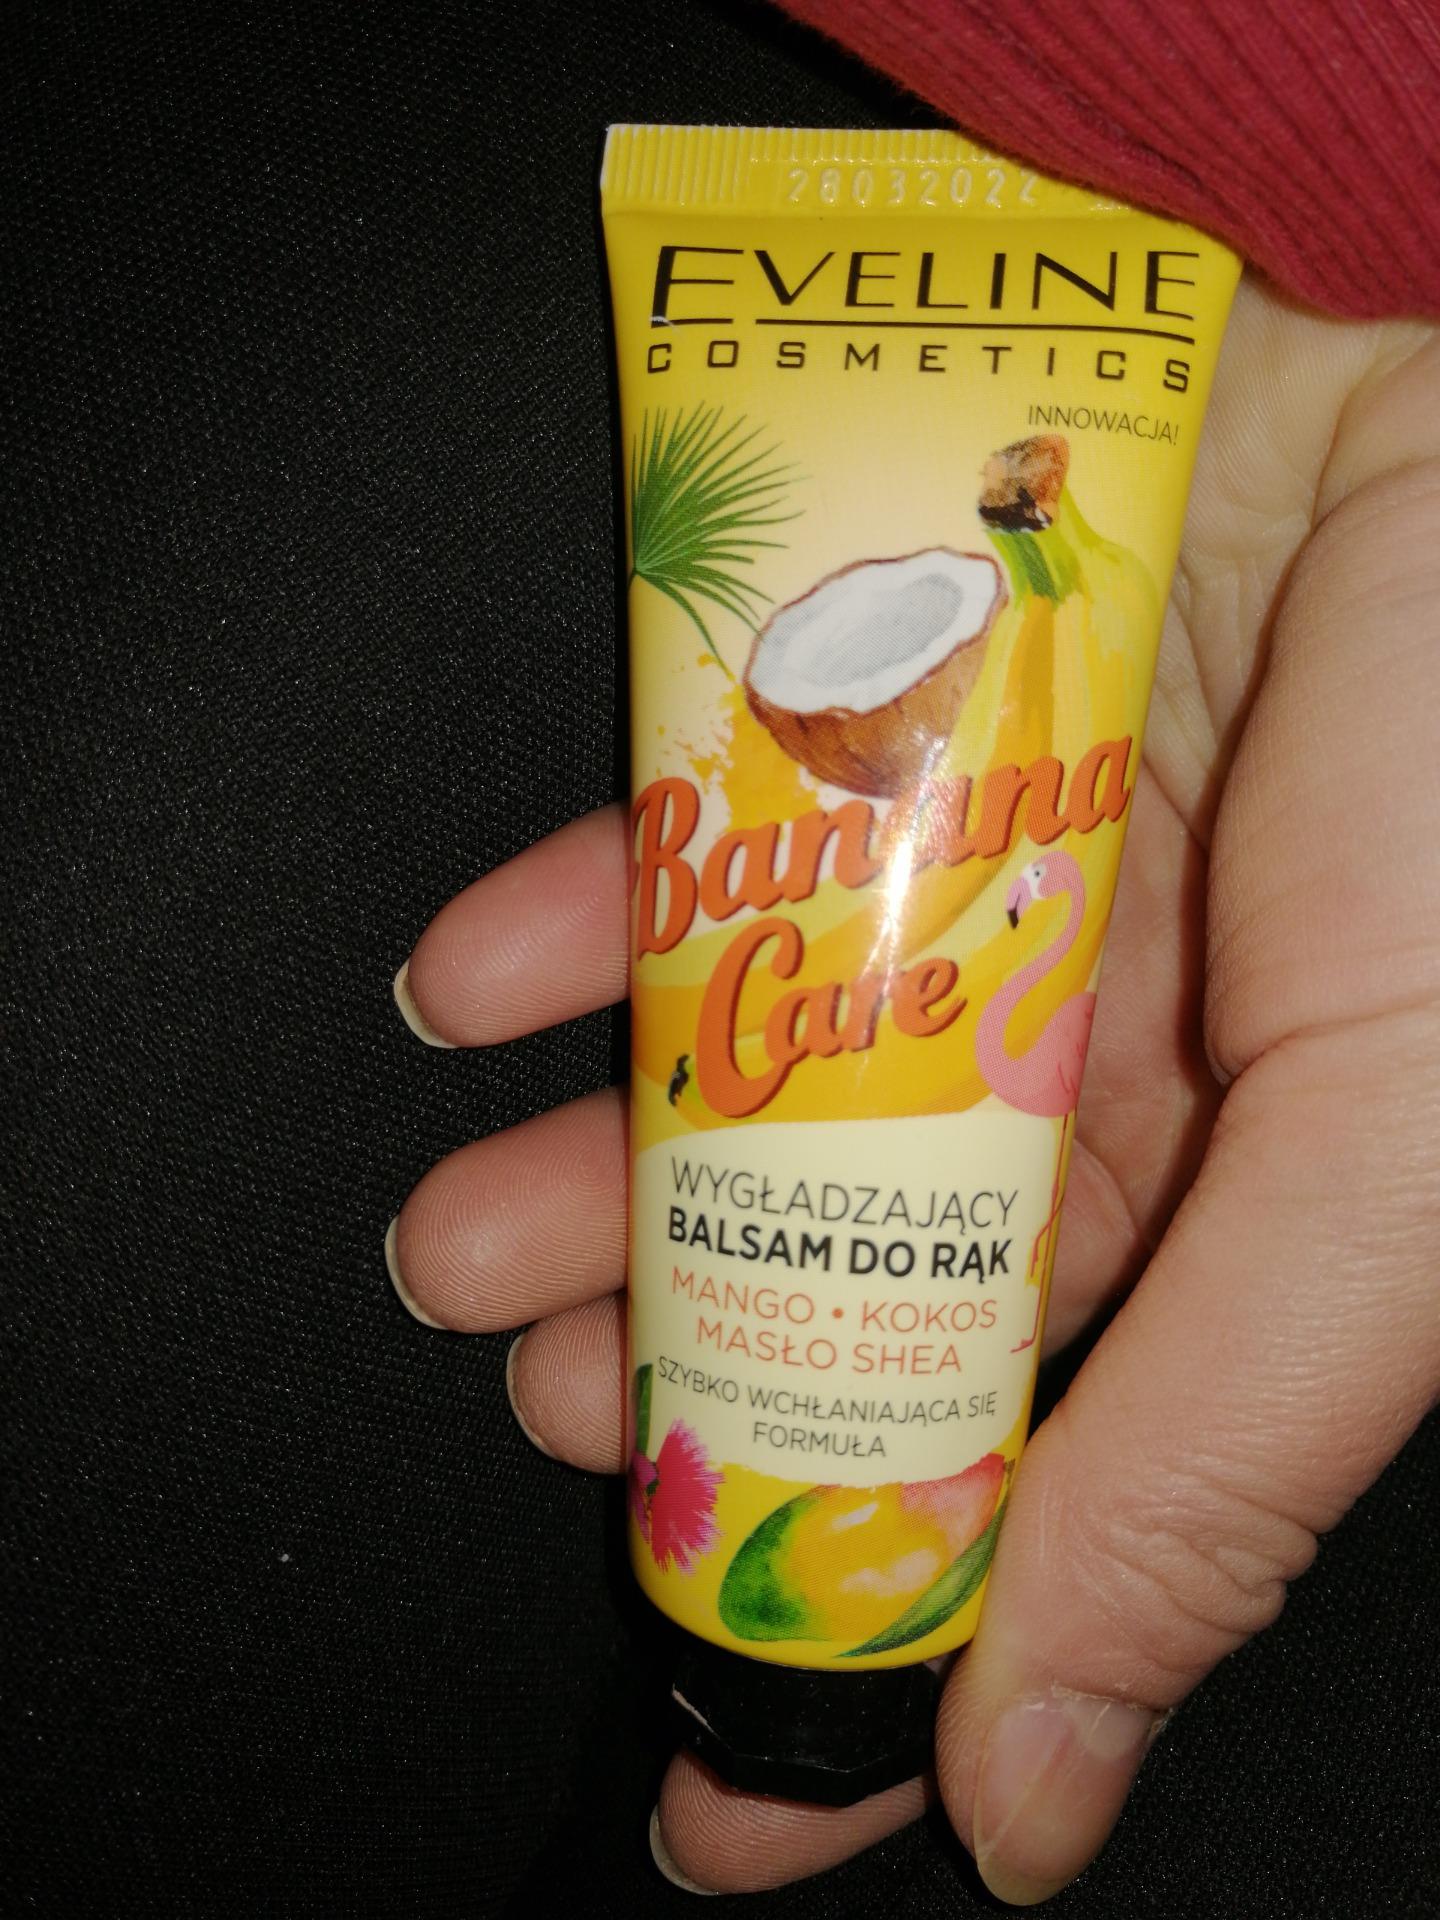 28032022
EVELINE
COSMETICS
INNOWACJA!
Banana
Care
WYGŁADZAJĄCY
BALSAM DO RĄK
MANGO • KOKOS
MASŁO SHEA
SZYBKO WCHŁANIAJĄCA SIĘ
FORMUŁA